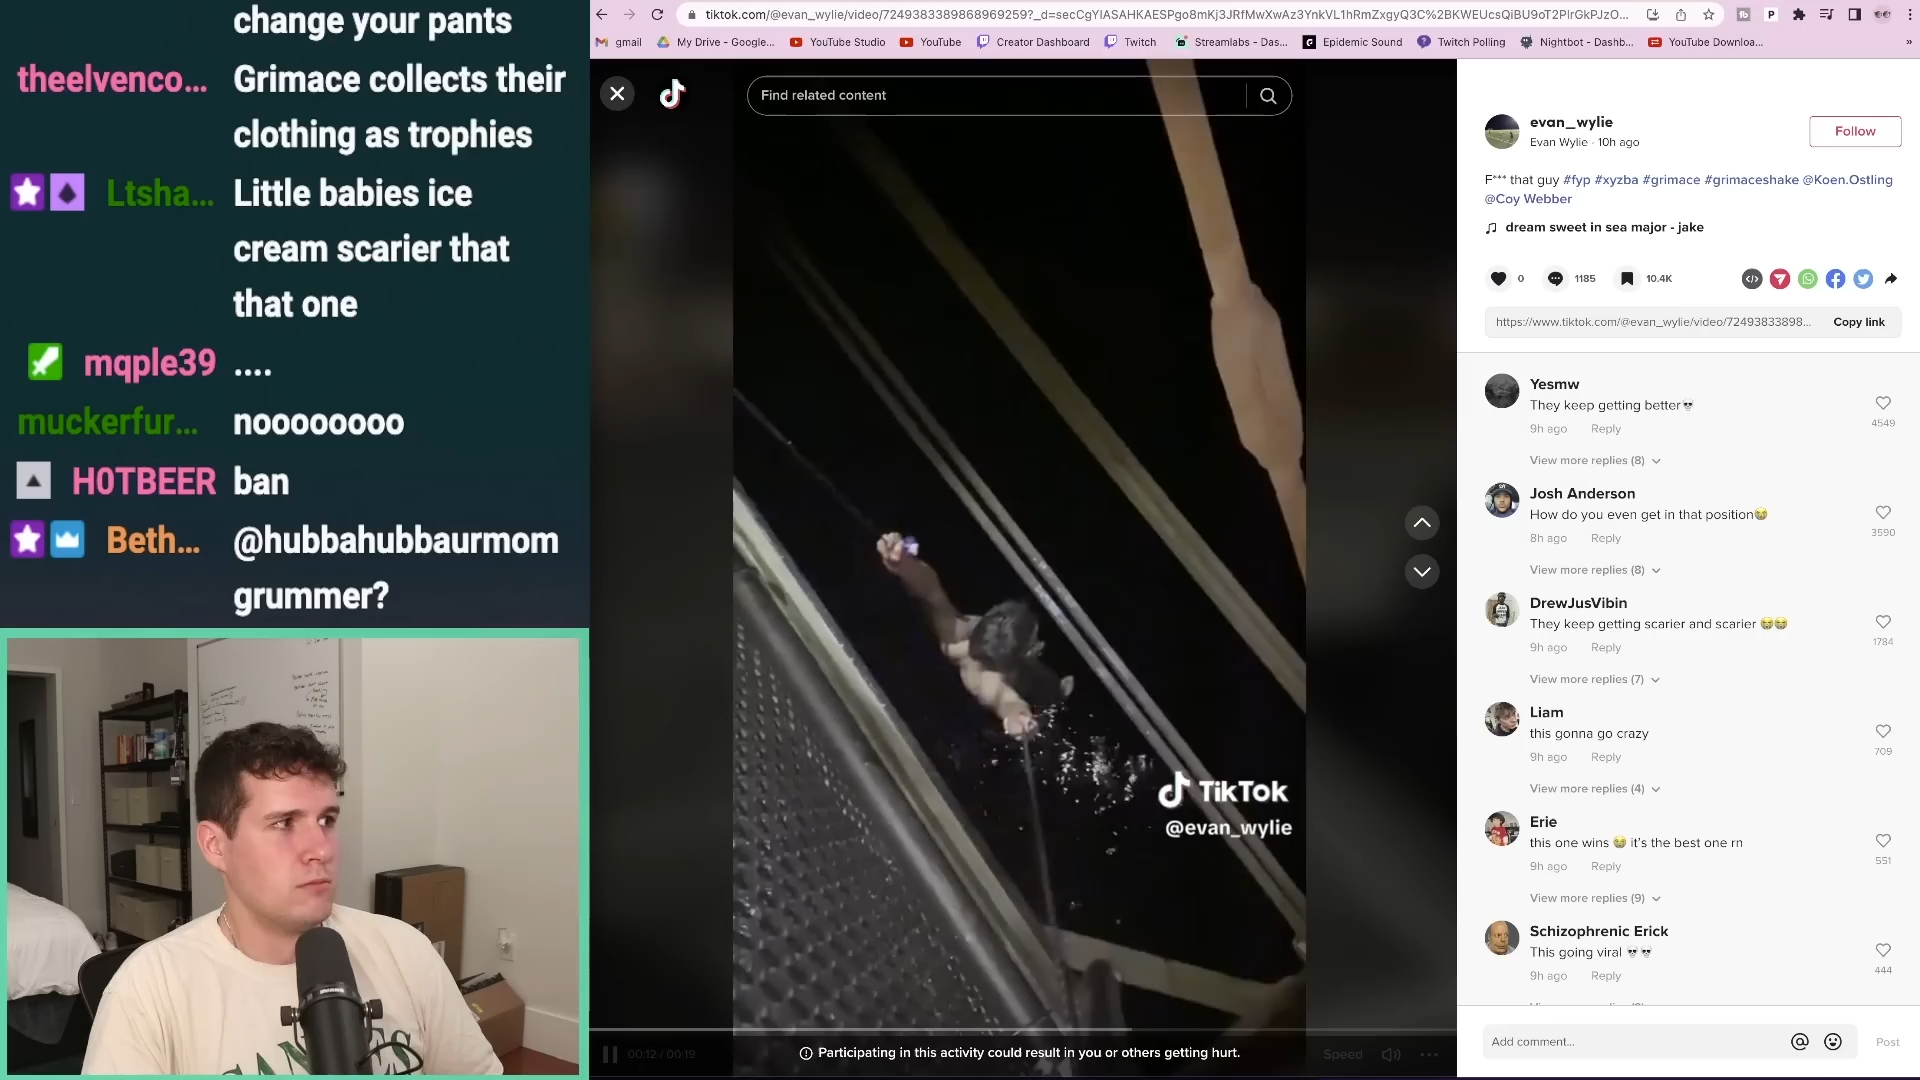 change your pants
theelvenco... Grimace collects their
clothing as trophies
Ltsha... Little babies ice
cream scarier that
that one
mqple39 ....
muckerfur... noooooooo
H0TBEER ban
Beth... @hubbahubbaurmom
grummer?
tiktok.com/@evan_wylie/video/7249383389868969259?_d=secCgYIASAHKAESPgo8mKj3JRfMwXwAz3YnkVL1hRmZxgyQ3C%2BKWEUcsQiBU9oT2PlrGkPJzO...
gmail
My Drive - Google...
YouTube Studio
YouTube
Creator Dashboard
Twitch
Streamlabs - Das...
Epidemic Sound
Twitch Polling
Nightbot - Dashb...
YouTube Downloa...
»
Find related content
TikTok
@evan_wylie
00:12 / 00:19
Participating in this activity could result in you or others getting hurt.
Speed
evan_wylie
Evan Wylie · 10h ago
Follow
F*** that guy #fyp #xyzba #grimace #grimaceshake @Koen.Ostling
@Coy Webber
dream sweet in sea major - jake
0 1185 10.4K
https://www.tiktok.com/@evan_wylie/video/72493833898...
Copy link
Yesmw
They keep getting better💀
9h ago Reply
4549
View more replies (8)
Josh Anderson
How do you even get in that position😭
8h ago Reply
3590
View more replies (8)
DrewJusVibin
They keep getting scarier and scarier 😭😭
9h ago Reply
1784
View more replies (7)
Liam
this gonna go crazy
9h ago Reply
709
View more replies (4)
Erie
this one wins 😭 it's the best one rn
9h ago Reply
551
View more replies (9)
Schizophrenic Erick
This going viral 💀💀
9h ago Reply
444
Add comment...
Post